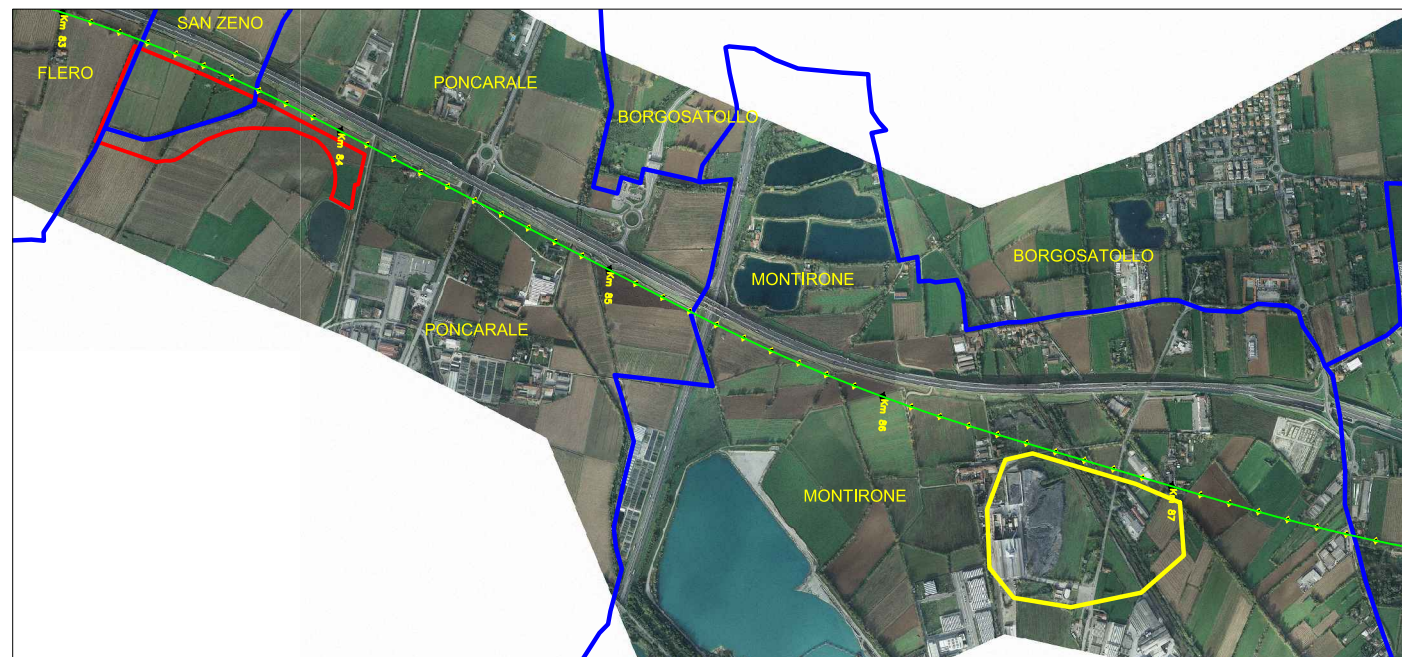 SAN ZENO
Km 83
FLERO
PONCARALE
BORGOSATOLLO
Km 84
BORGOSATOLLO
Km 85
MONTIRONE
PONCARALE
Km 86
MONTIRONE
Km 87